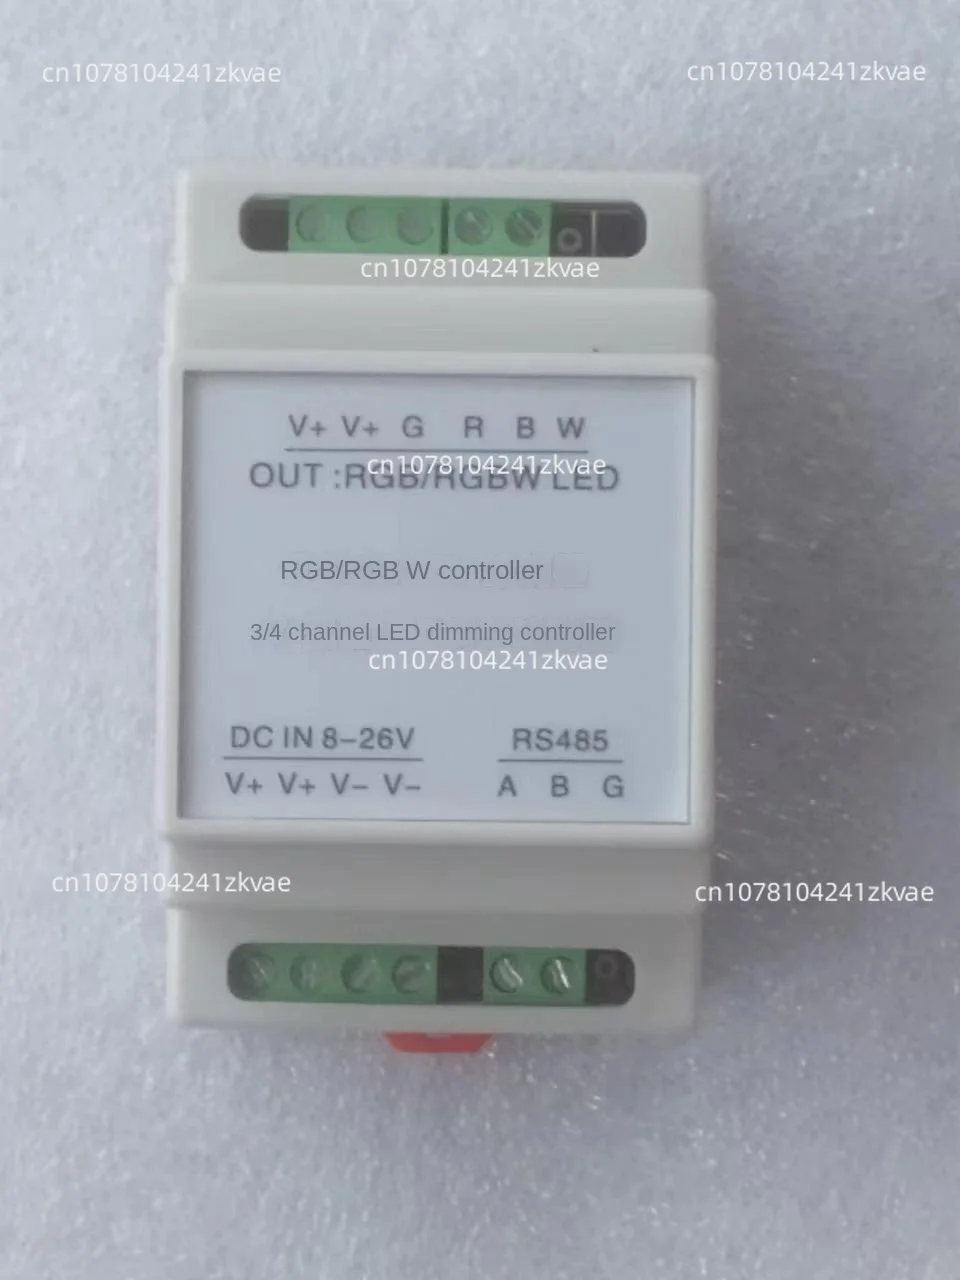 cn1078104241zkvae
cn1078104241zkvae
cn1078104241zkvae
V+ V+ G R B W
cn1078104241zkvae
OUT :RGB/RGBW LED
RGB/RGB W controller
3/4 channel LED dimming controller
cn1078104241zkvae
DC IN 8-26V
RS485
V+ V+ V- V-
A B G
cn1078104241zkvae
cn1078104241zkvae